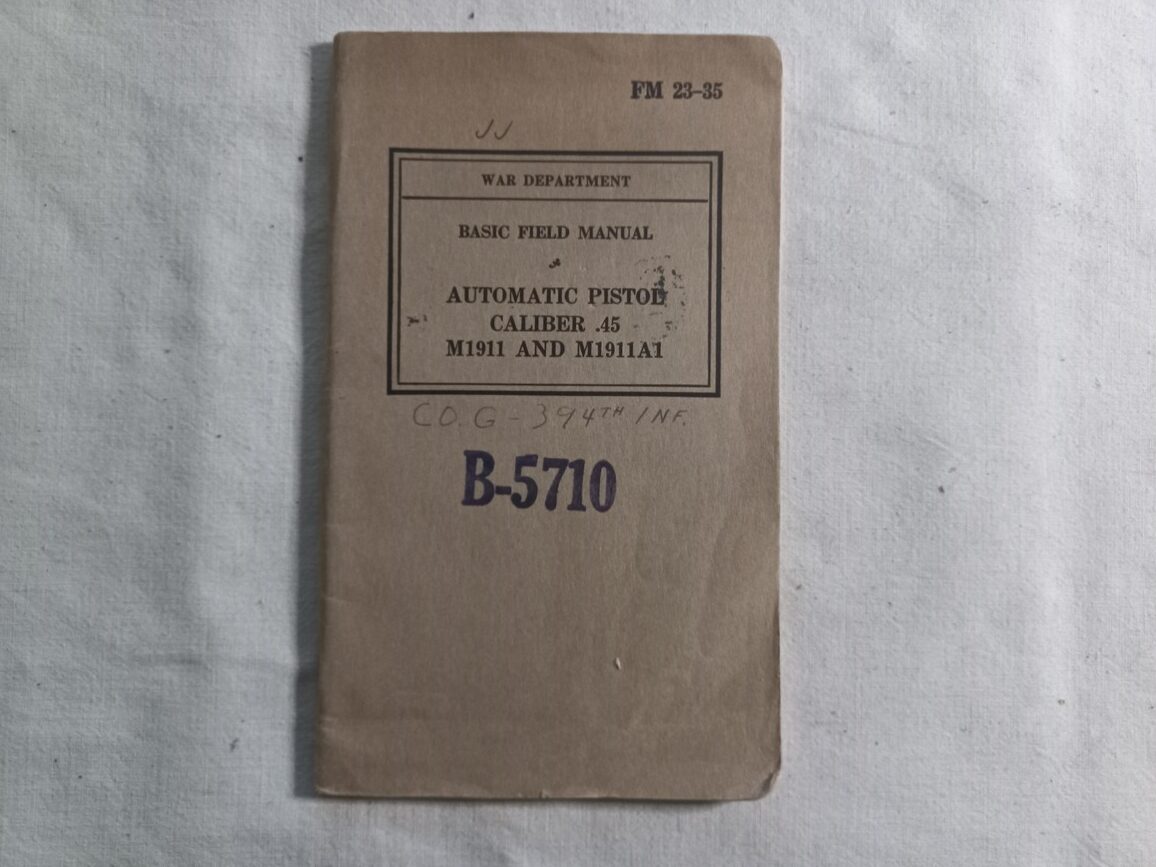 FM 23-35
JJ
WAR DEPARTMENT
BASIC FIELD MANUAL
AUTOMATIC PISTOL
CALIBER .45
M1911 AND M1911A1
CO. G - 394TH INF.
B-5710